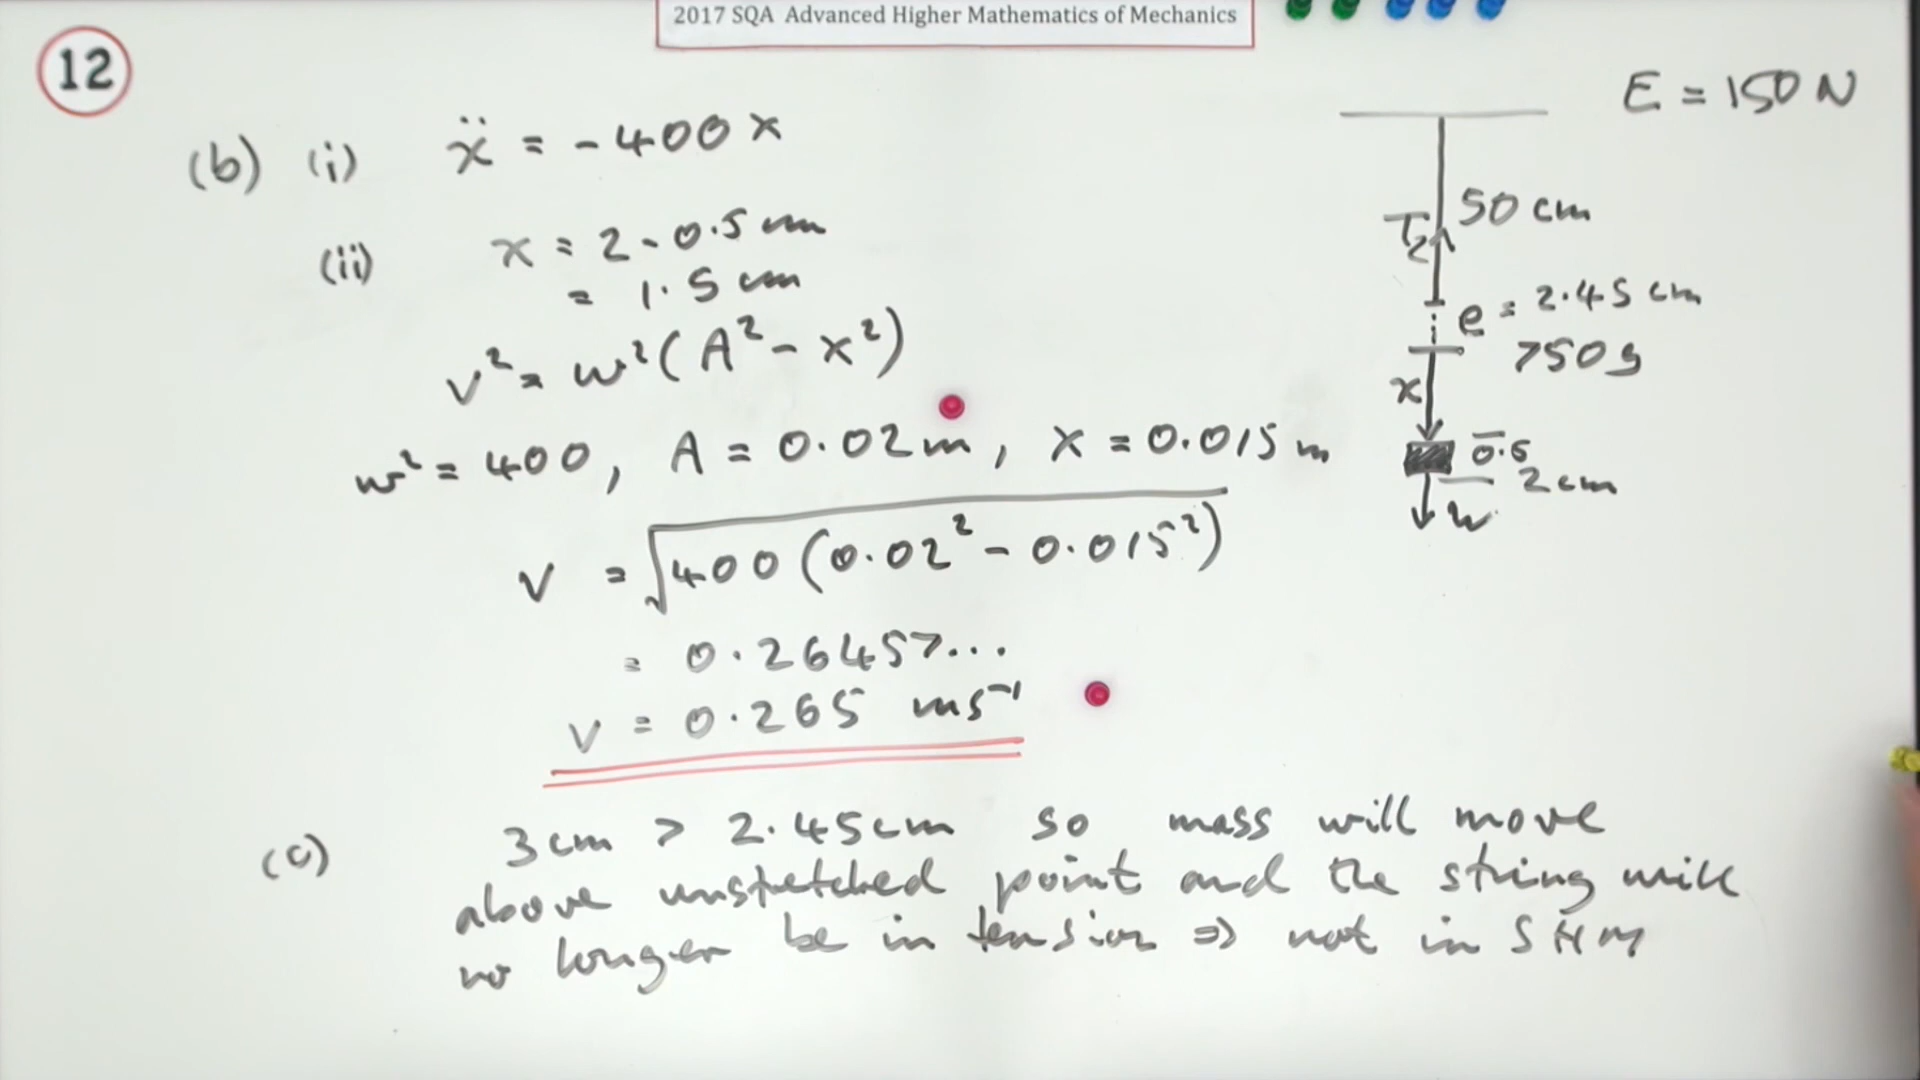 2017 SQA Advanced Higher Mathematics of Mechanics
12
E = 150 N
(b) (i) ẍ = -400x
(ii) x = 2 - 0.5 cm
= 1.5 cm
v² = w²(A² - x²)
w² = 400, A = 0.02m, x = 0.015 m
v = √400(0.02² - 0.015²)
= 0.26457...
v = 0.265 ms⁻¹
(c) 3cm > 2.45cm so mass will move
above unstretched point and the string will
no longer be in tension ⇒ not in SHM
50 cm
T₂
e = 2.45 cm
750g
x
0.5
2cm
W